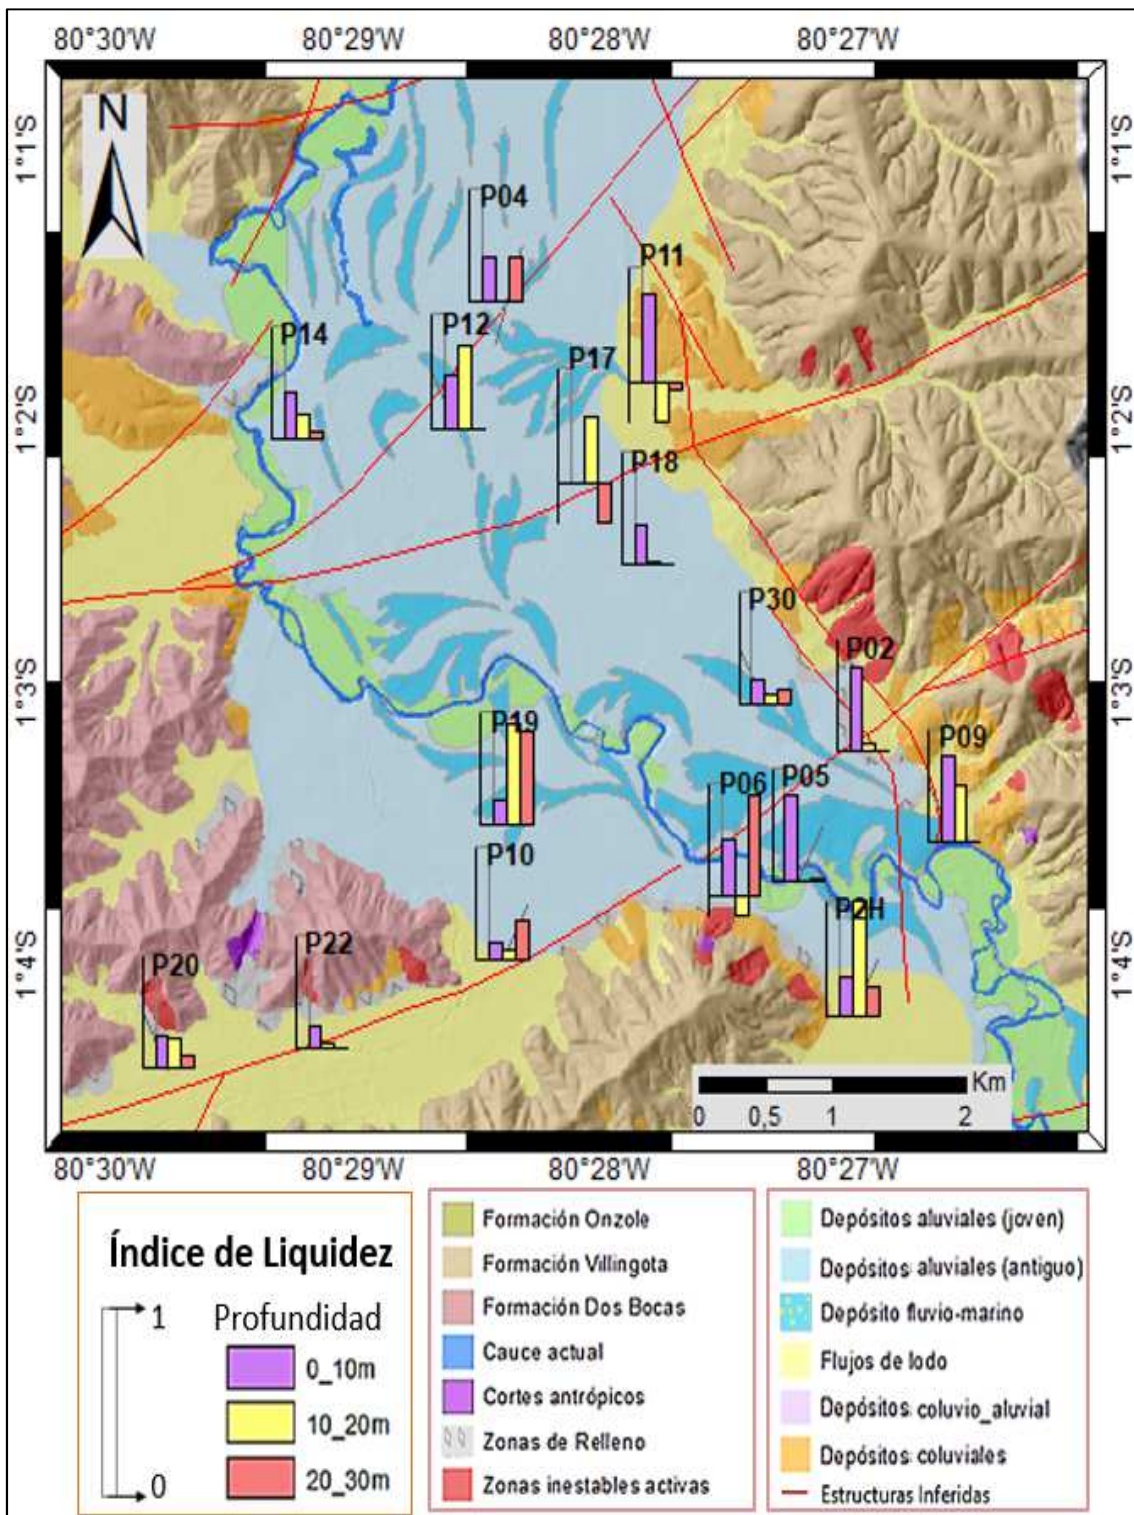 80°30'W 80°29'W 80°28'W 80°27'W
1°1'S
1°1'S
N
P04
P11
P12
P14
P17
1°2'S
1°2'S
P18
P30
P02
1°3'S
1°3'S
P19
P09
P06
P05
P10
P2H
P22
P20
1°4'S
1°4'S
Km
0 0,5 1 2
80°30'W 80°29'W 80°28'W 80°27'W
Índice de Liquidez
1
0
Profundidad
0_10m
10_20m
20_30m
Formación Onzole
Formación Villingota
Formación Dos Bocas
Cauce actual
Cortes antrópicos
Zonas de Relleno
Zonas inestables activas
Depósitos aluviales (joven)
Depósitos aluviales (antiguo)
Depósito fluvio-marino
Flujos de lodo
Depósitos coluvio_aluvial
Depósitos coluviales
Estructuras Inferidas